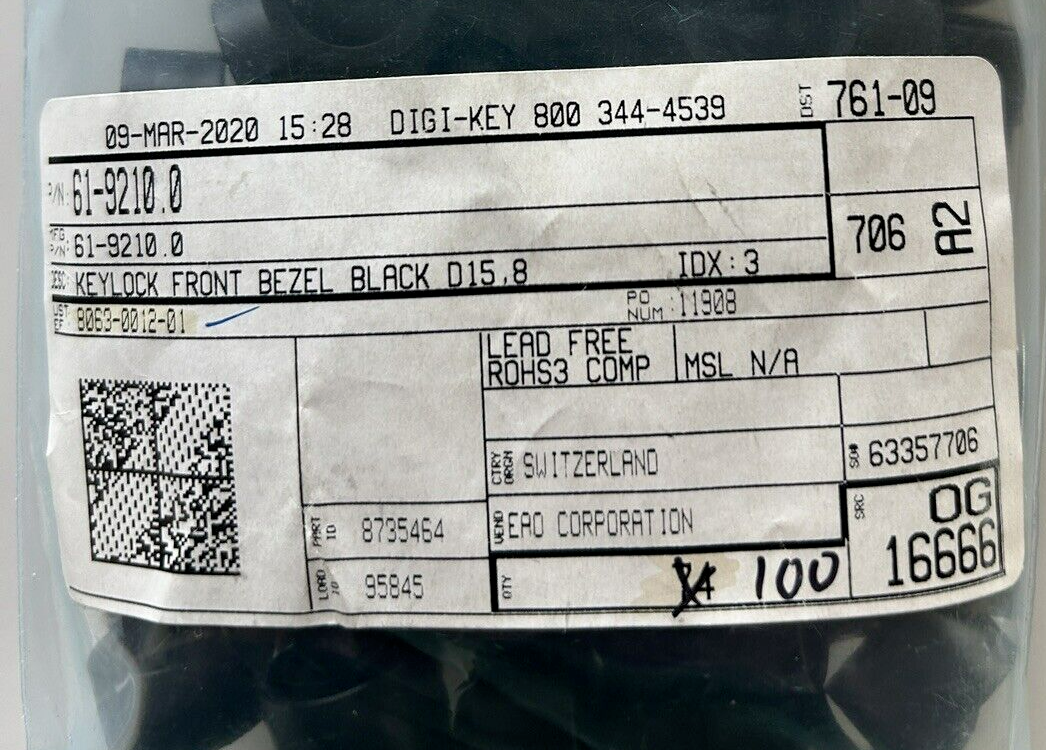 09-MAR-2020 15:28 DIGI-KEY 800 344-4539 DST 761-09
P/N: 61-9210.0
MFG P/N: 61-9210.0
706 A2
DESC: KEYLOCK FRONT BEZEL BLACK D15,8 IDX:3
8063-0012-01 PO NUM: 11908
LEAD FREE
ROHS3 COMP MSL N/A
CTRY ORGN SWITZERLAND SO# 63357706
PART ID 8735464 VEND EAO CORPORATION SRC OG
LOAD ID 95845 QTY 100 16666